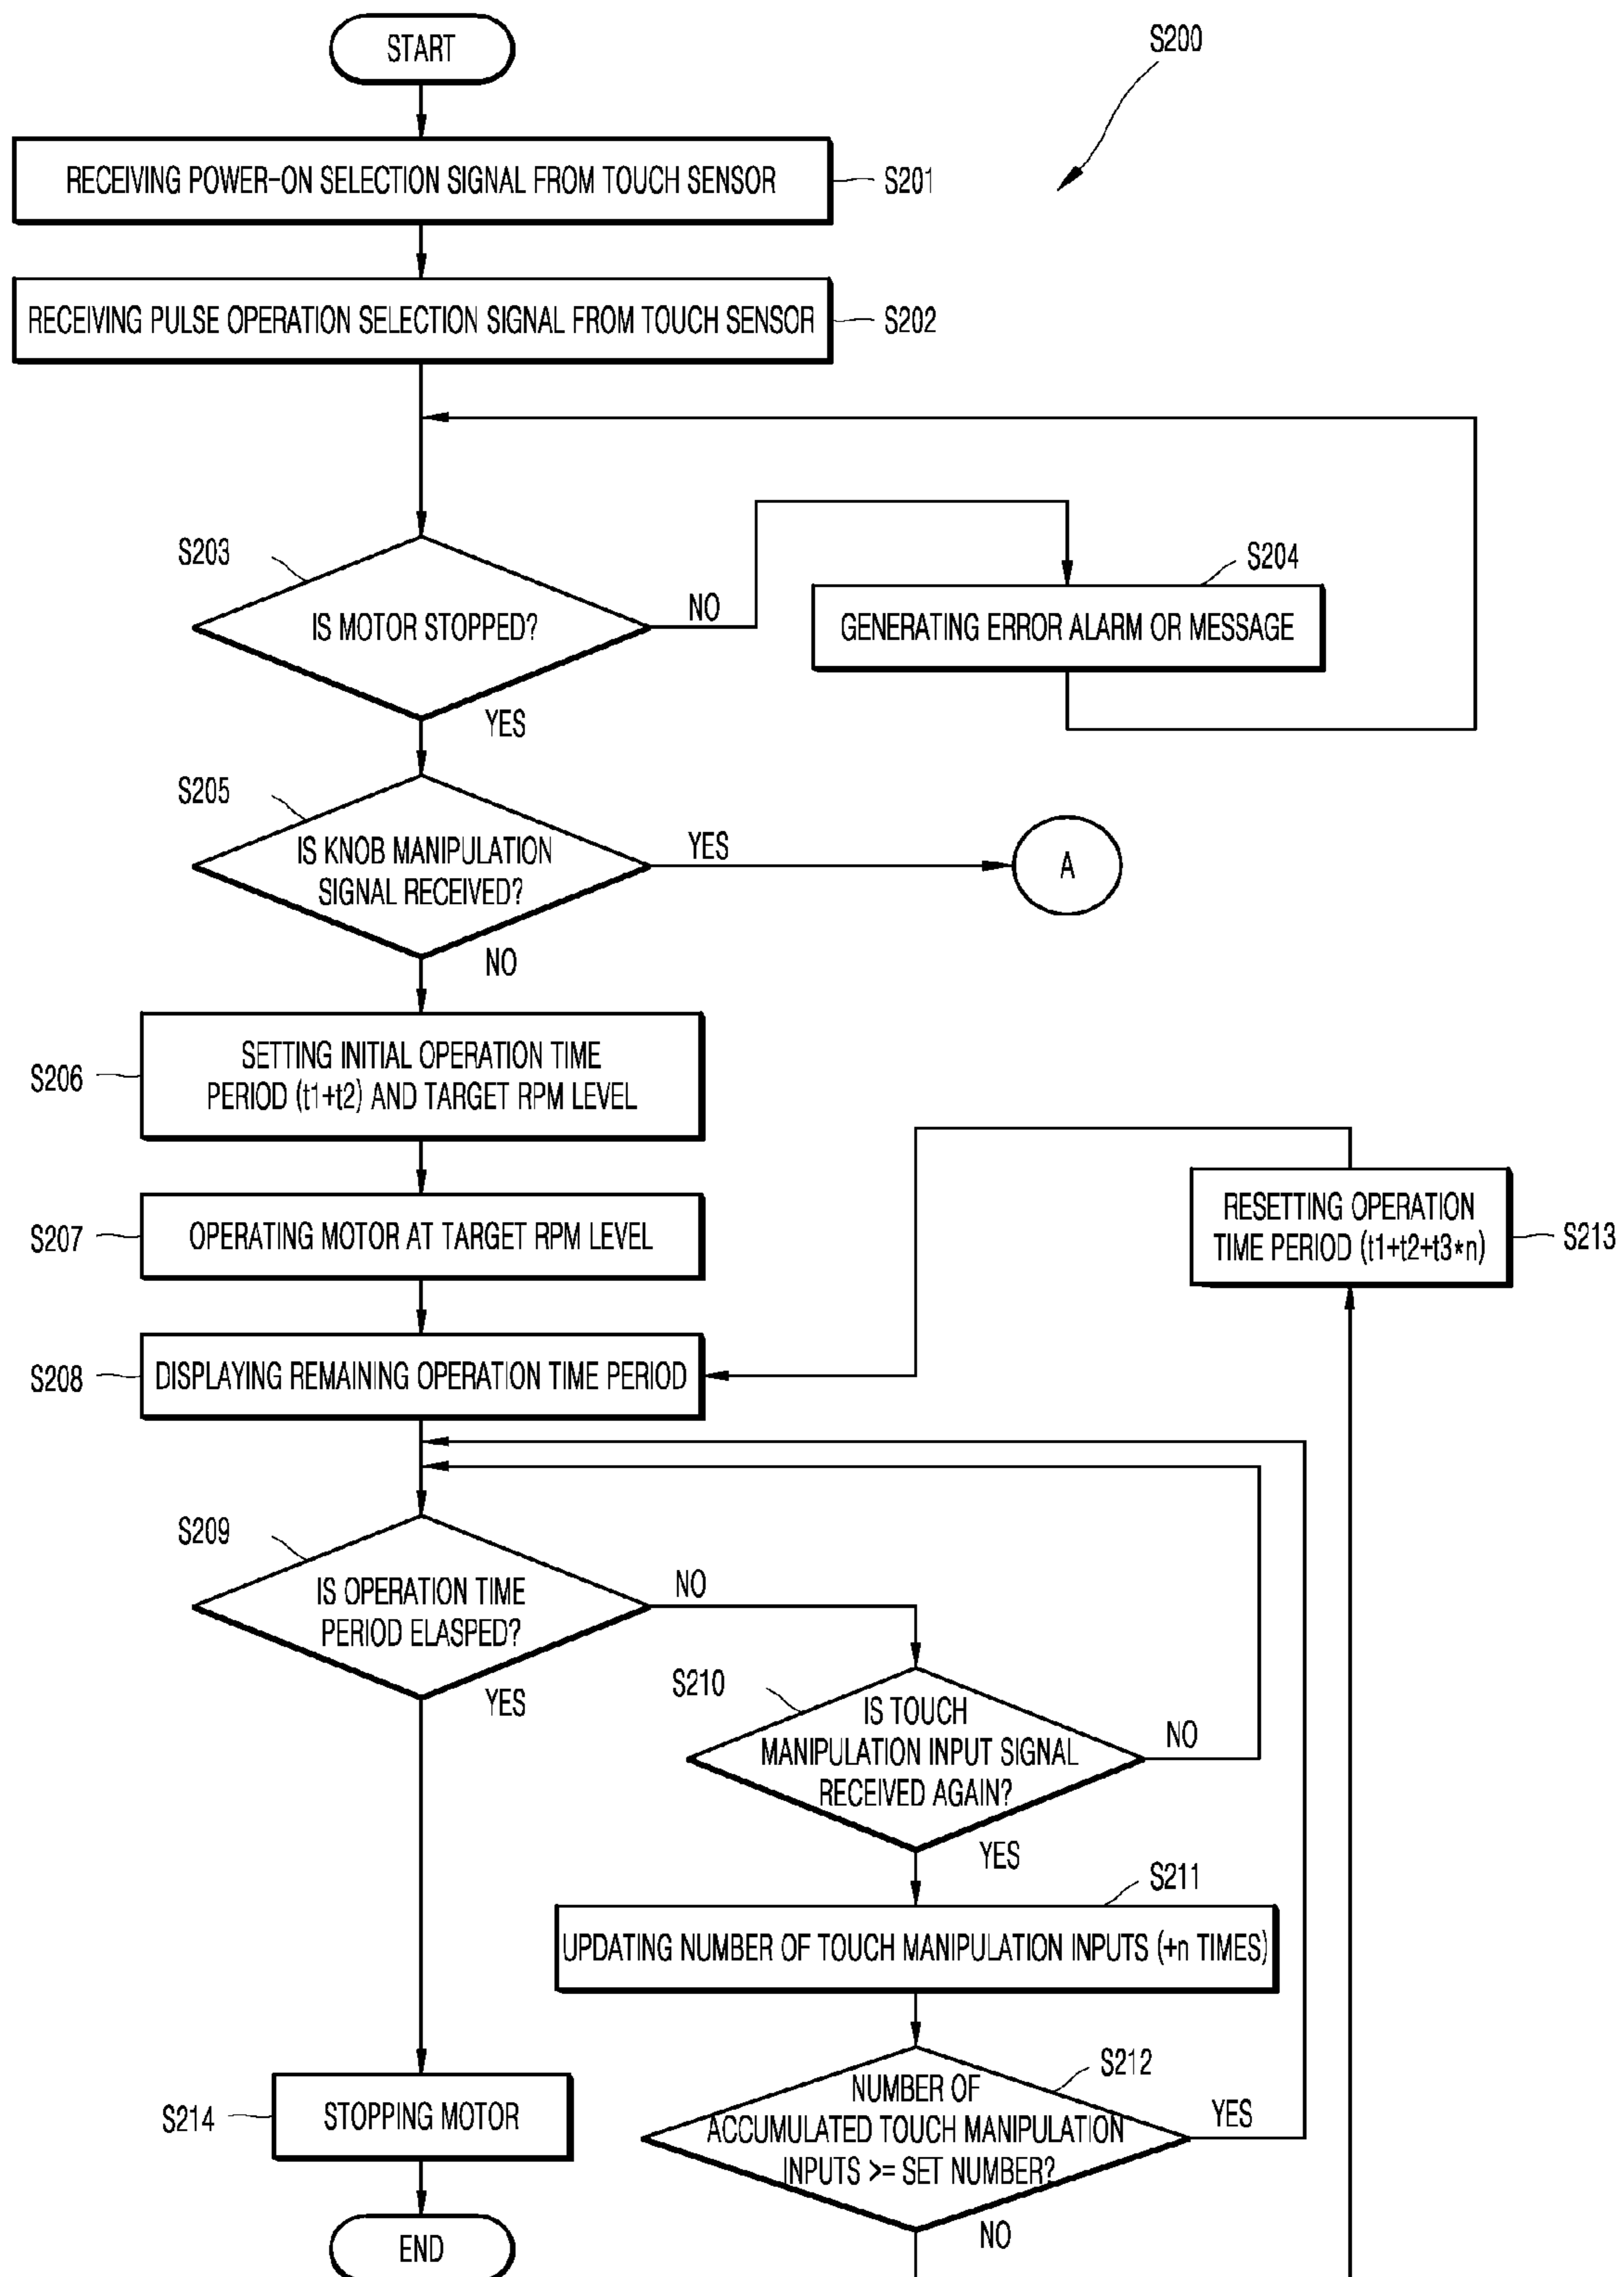 START
S200
RECEIVING POWER-ON SELECTION SIGNAL FROM TOUCH SENSOR
S201
RECEIVING PULSE OPERATION SELECTION SIGNAL FROM TOUCH SENSOR
S202
S203
IS MOTOR STOPPED?
NO
YES
S204
GENERATING ERROR ALARM OR MESSAGE
S205
IS KNOB MANIPULATION
SIGNAL RECEIVED?
YES
A
NO
S206
SETTING INITIAL OPERATION TIME
PERIOD (t1+t2) AND TARGET RPM LEVEL
S207
OPERATING MOTOR AT TARGET RPM LEVEL
RESETTING OPERATION
TIME PERIOD (t1+t2+t3*n)
S213
S208
DISPLAYING REMAINING OPERATION TIME PERIOD
S209
IS OPERATION TIME
PERIOD ELASPED?
NO
YES
S210
IS TOUCH
MANIPULATION INPUT SIGNAL
RECEIVED AGAIN?
NO
YES
S211
UPDATING NUMBER OF TOUCH MANIPULATION INPUTS (+n TIMES)
S212
NUMBER OF
ACCUMULATED TOUCH MANIPULATION
INPUTS >= SET NUMBER?
YES
NO
S214
STOPPING MOTOR
END